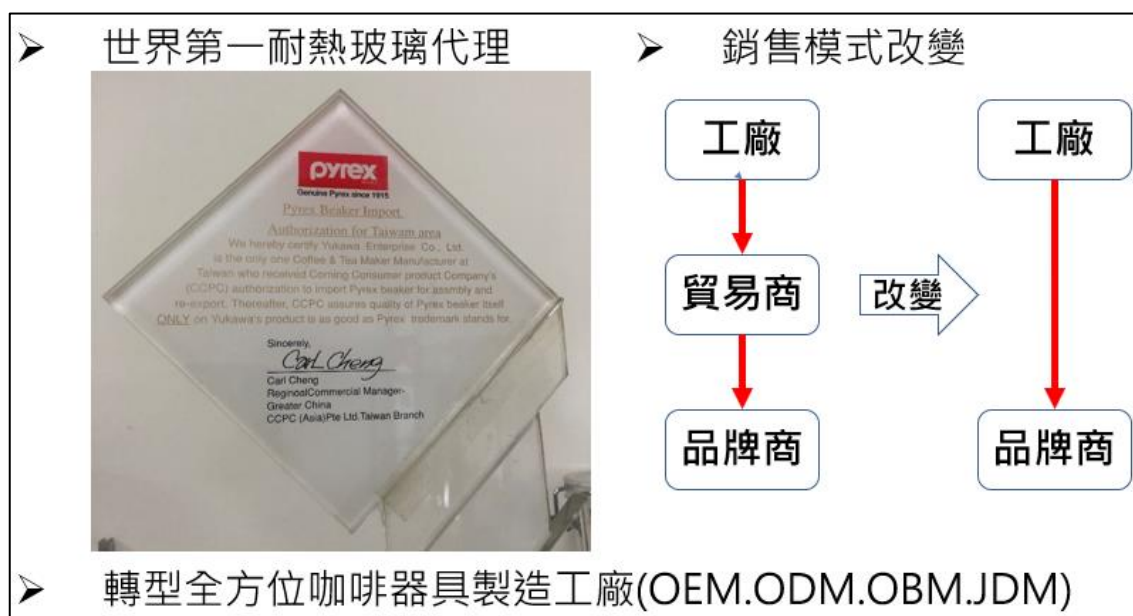 ➢ 世界第一耐熱玻璃代理
pyrex
Genuine Pyrex since 1915
Pyrex Beaker Import
Authorization for Taiwam area
We hereby certify Yukawa Enterprise Co., Ltd.
is the only one Coffee & Tea Maker Manufacturer at
Taiwan who received Corning Consumer product Company's
(CCPC) authorization to import Pyrex beaker for assmbly and
re-export. Thereafter, CCPC assures quality of Pyrex beaker itself
ONLY on Yukawa's product is as good as Pyrex trademark stands for.
Sincerely,
Carl Cheng
Carl Cheng
ReginoalCommercial Manager-
Greater China
CCPC (Asia)Pte Ltd.Taiwan Branch
➢ 銷售模式改變
工廠
貿易商
品牌商
改變
工廠
品牌商
➢ 轉型全方位咖啡器具製造工廠(OEM.ODM.OBM.JDM)